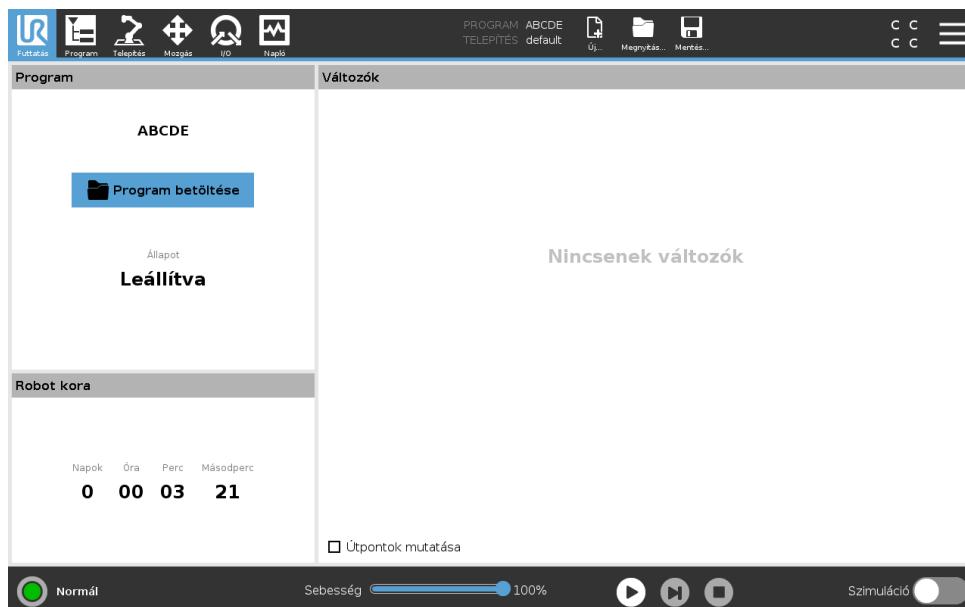 UR
Futtatás Program Telepítés Mozgás I/O Napló
PROGRAM ABCDE
TELEPÍTÉS default
Új... Megnyitás... Mentés...
C C
C C
Program
Változók
ABCDE
Program betöltése
Állapot
Leállítva
Nincsenek változók
Robot kora
Napok Óra Perc Másodperc
0 00 03 21
Útpontok mutatása
Normál
Sebesség 100%
Szimuláció